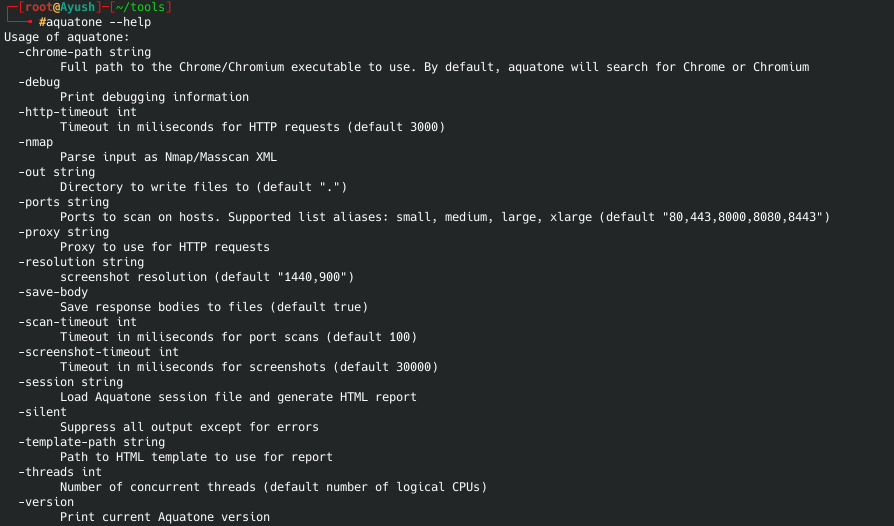 ┌─[root@Ayush]─[~/tools]
└──╼ #aquatone --help
Usage of aquatone:
  -chrome-path string
        Full path to the Chrome/Chromium executable to use. By default, aquatone will search for Chrome or Chromium
  -debug
        Print debugging information
  -http-timeout int
        Timeout in miliseconds for HTTP requests (default 3000)
  -nmap
        Parse input as Nmap/Masscan XML
  -out string
        Directory to write files to (default ".")
  -ports string
        Ports to scan on hosts. Supported list aliases: small, medium, large, xlarge (default "80,443,8000,8080,8443")
  -proxy string
        Proxy to use for HTTP requests
  -resolution string
        screenshot resolution (default "1440,900")
  -save-body
        Save response bodies to files (default true)
  -scan-timeout int
        Timeout in miliseconds for port scans (default 100)
  -screenshot-timeout int
        Timeout in miliseconds for screenshots (default 30000)
  -session string
        Load Aquatone session file and generate HTML report
  -silent
        Suppress all output except for errors
  -template-path string
        Path to HTML template to use for report
  -threads int
        Number of concurrent threads (default number of logical CPUs)
  -version
        Print current Aquatone version